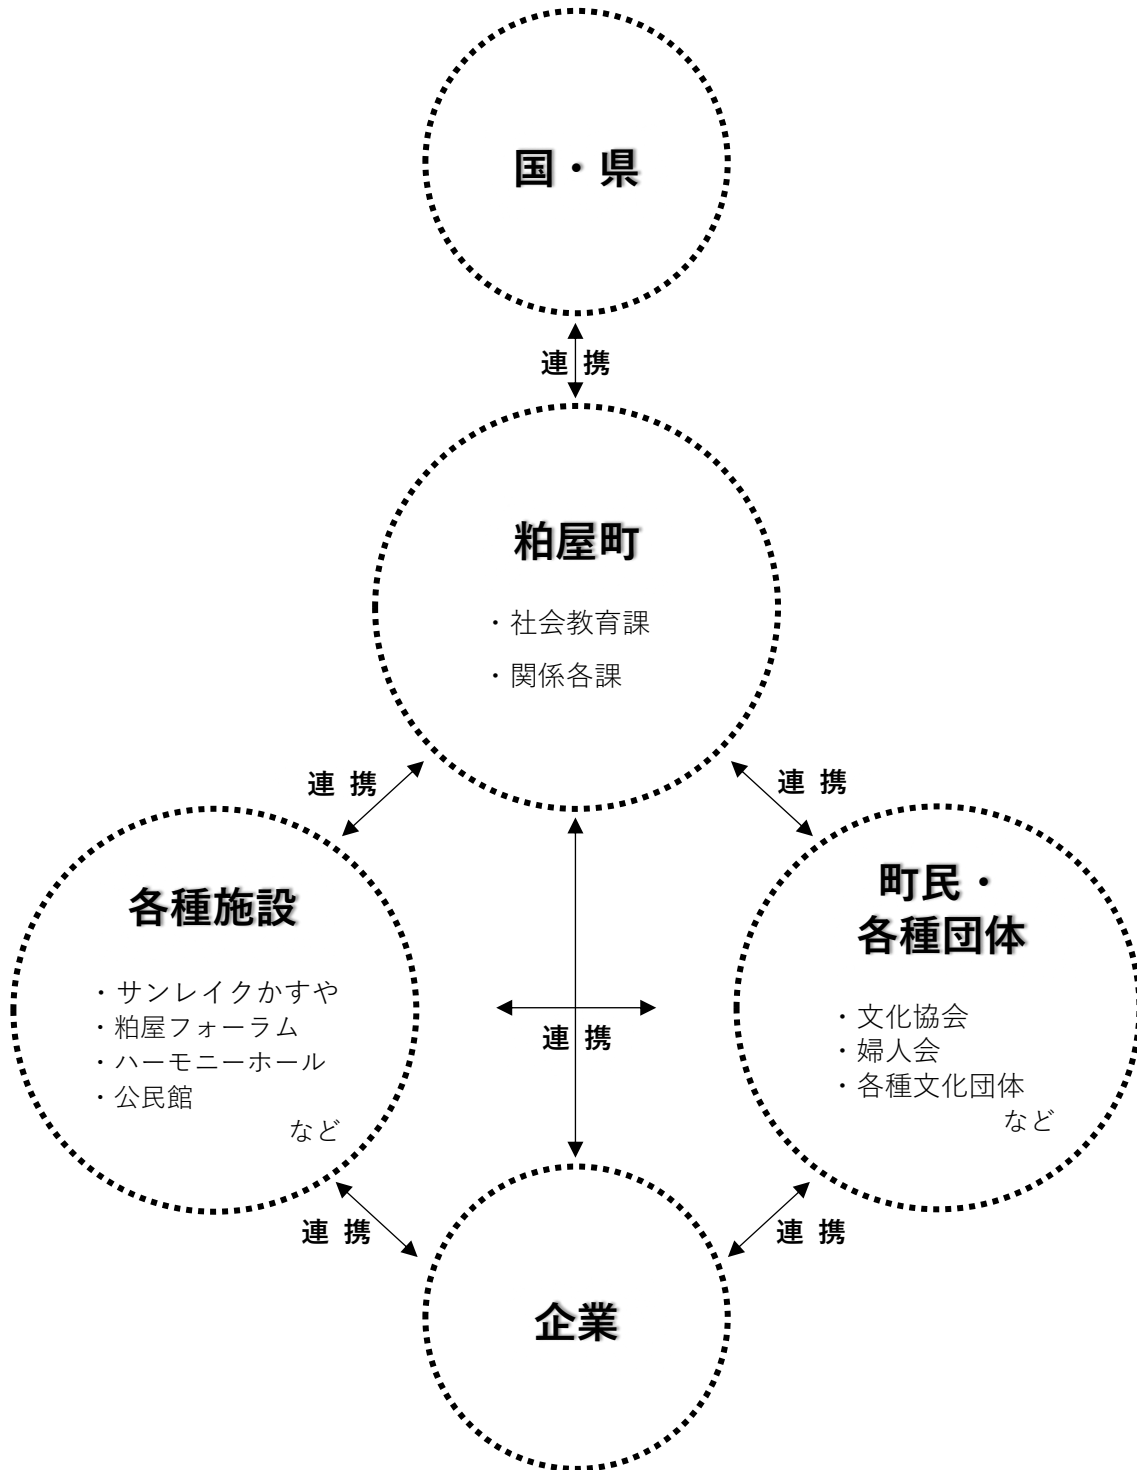 国・県
連 携
粕屋町
・社会教育課
・関係各課
連 携
連 携
各種施設
・サンレイクかすや
・粕屋フォーラム
・ハーモニーホール
・公民館
など
町民・
各種団体
・文化協会
・婦人会
・各種文化団体
など
連 携
連 携
連 携
企業